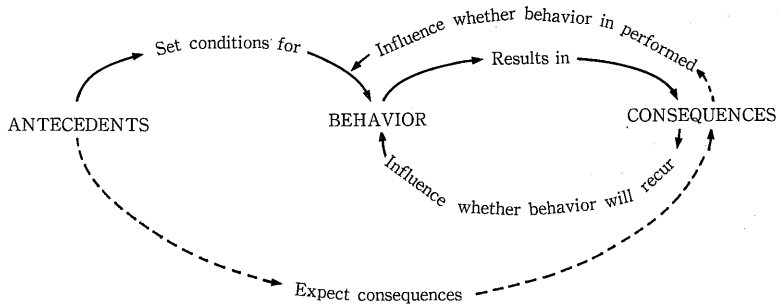 Set conditions for
Influence whether behavior in performed
Results in
ANTECEDENTS
BEHAVIOR
CONSEQUENCES
Influence whether behavior will recur
Expect consequences